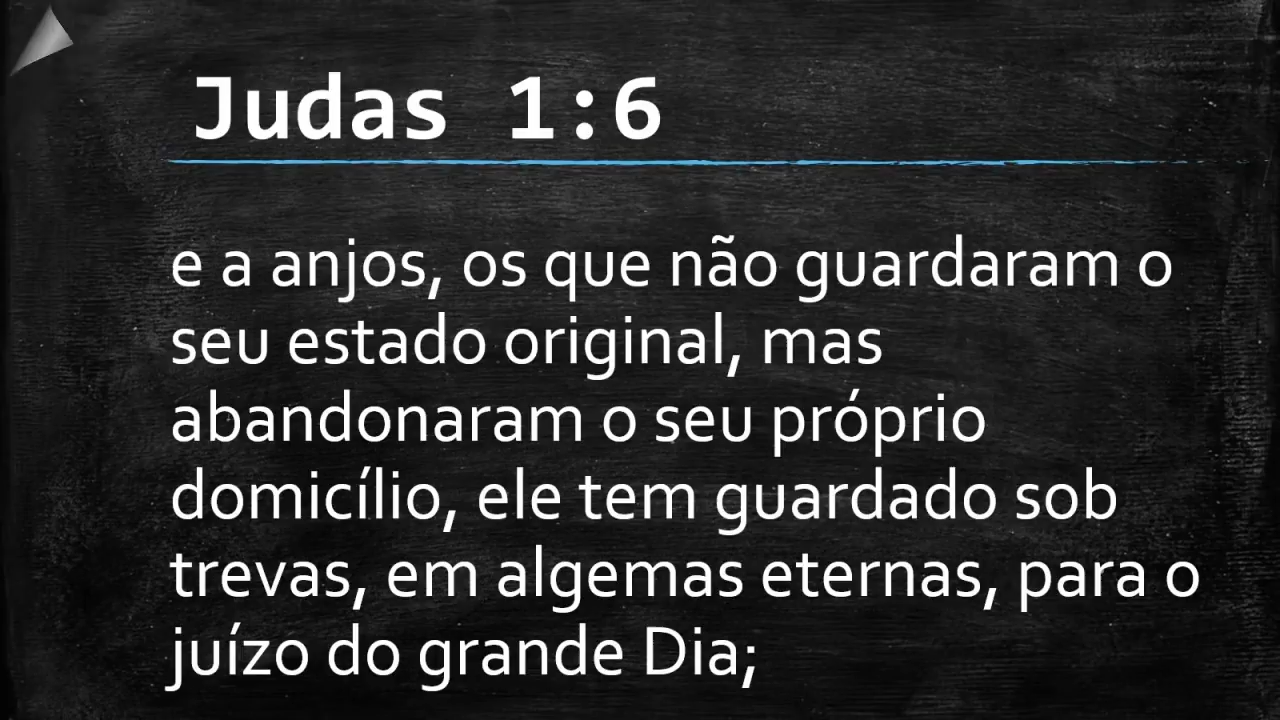 Judas 1:6
e a anjos, os que não guardaram o
seu estado original, mas
abandonaram o seu próprio
domicílio, ele tem guardado sob
trevas, em algemas eternas, para o
juízo do grande Dia;